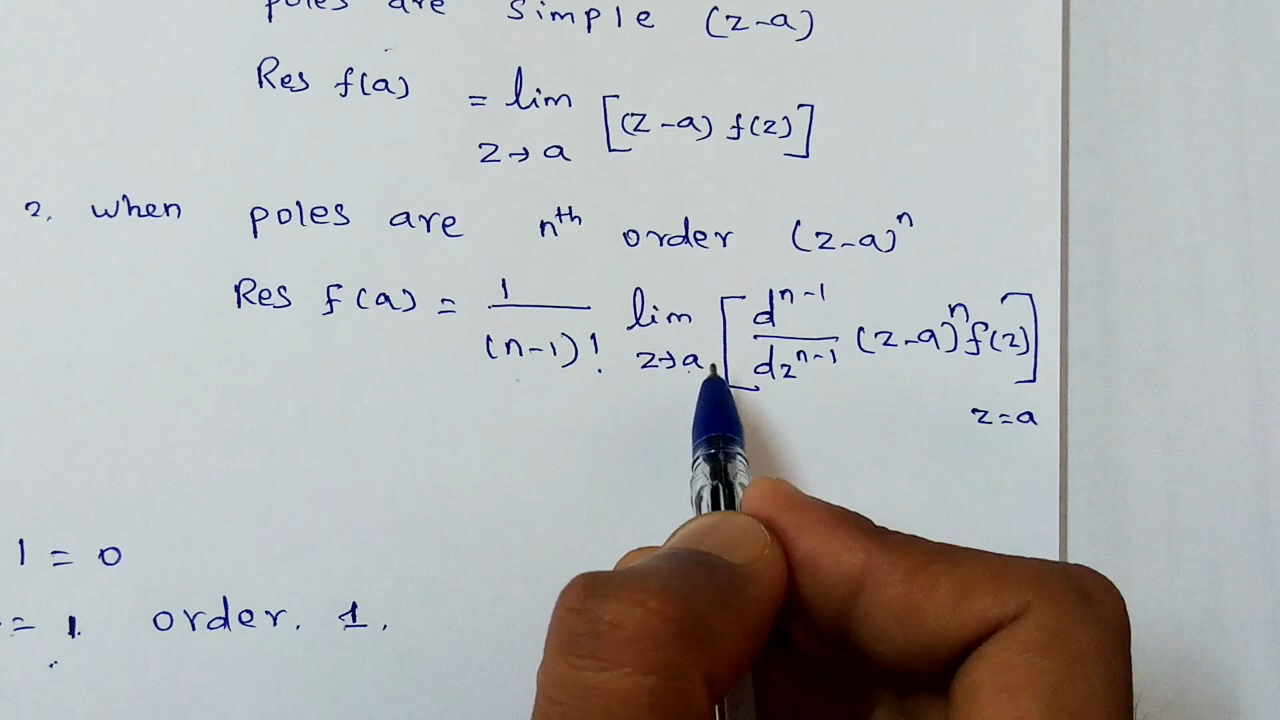 poles are simple (z-a)
Res f(a) = lim [(z-a) f(z)]
z→a
2. when poles are nth order (z-a)^n
Res f(a) = 1/(n-1)! lim z→a [d^(n-1)/dz^(n-1) (z-a)^n f(z)]
z=a
1 = 0
= 1. order. 1.